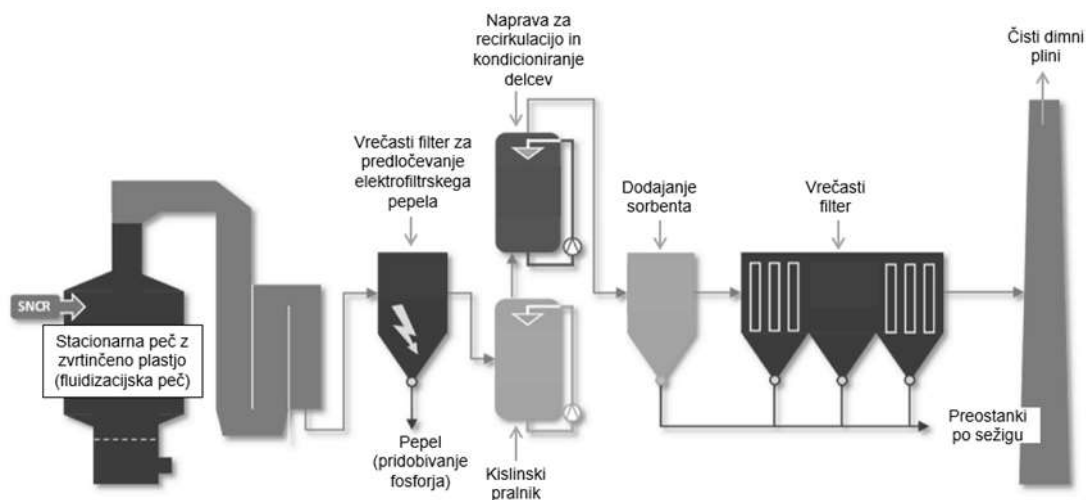 Naprava za
recirkulacijo in
kondicioniranje
delcev
Čisti dimni
plini
Vrečasti filter za
predločevanje
elektrofiltrskega
pepela
Dodajanje
sorbenta
Vrečasti
filter
SNCR
Stacionarna peč z
zvrtinčeno plastjo
(fluidizacijska peč)
Pepel
(pridobivanje
fosforja)
Kislinski
pralnik
Preostanki
po sežigu